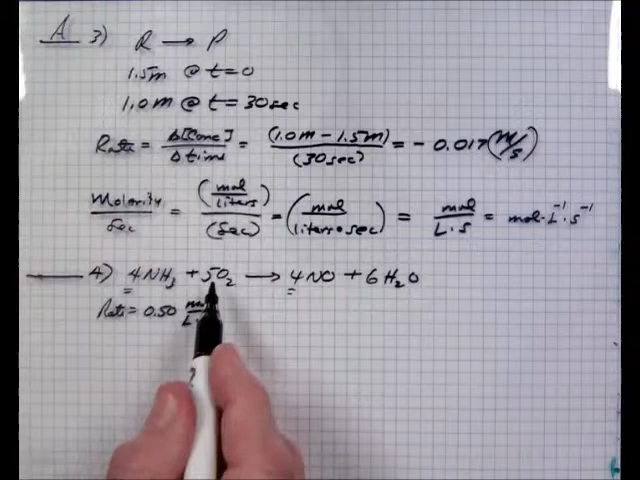 A 3) R → P
1.5m @ t=0
1.0m @ t=30sec
Rate = Δ[Conc]/Δtime = (1.0m - 1.5m)/(30sec) = - 0.017 (m/s)
Molarity/Sec = (mol/liters)/(sec) = (mol/liters•sec) = mol/L·s = mol·L⁻¹·s⁻¹
4) 4NH₃ + 5O₂ → 4NO + 6H₂O
Rate = 0.50